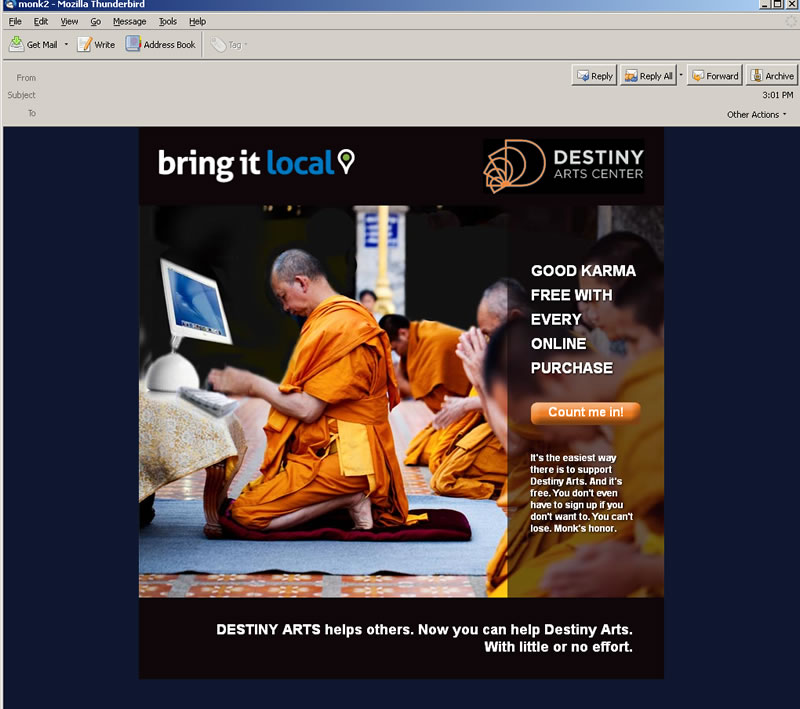 monk2 - Mozilla Thunderbird
File Edit View Go Message Tools Help
Get Mail Write Address Book Tag
From Reply Reply All Forward Archive
Subject 3:01 PM
To Other Actions
bring it local
DESTINY
ARTS CENTER
GOOD KARMA
FREE WITH
EVERY
ONLINE
PURCHASE
Count me in!
It's the easiest way
there is to support
Destiny Arts. And it's
free. You don't even
have to sign up if you
don't want to. You can't
lose. Monk's honor.
DESTINY ARTS helps others. Now you can help Destiny Arts.
With little or no effort.